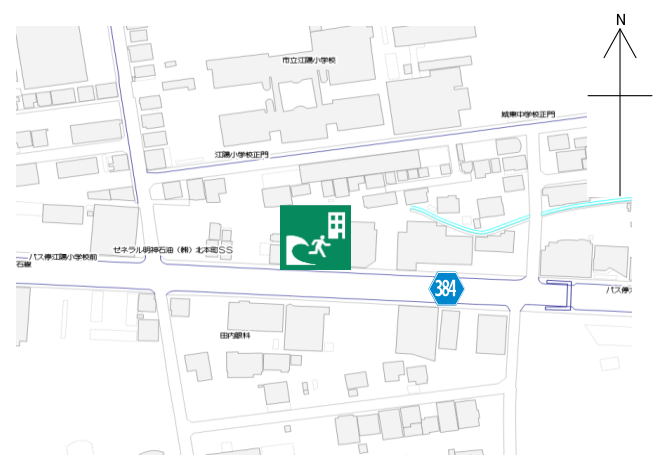 N
市立江陽小学校
城東中学校正門
江陽小学校正門
ゼネラル明神石油（株）北本町SS
バス停江陽小学校前
石線
384
バス停
田内眼科